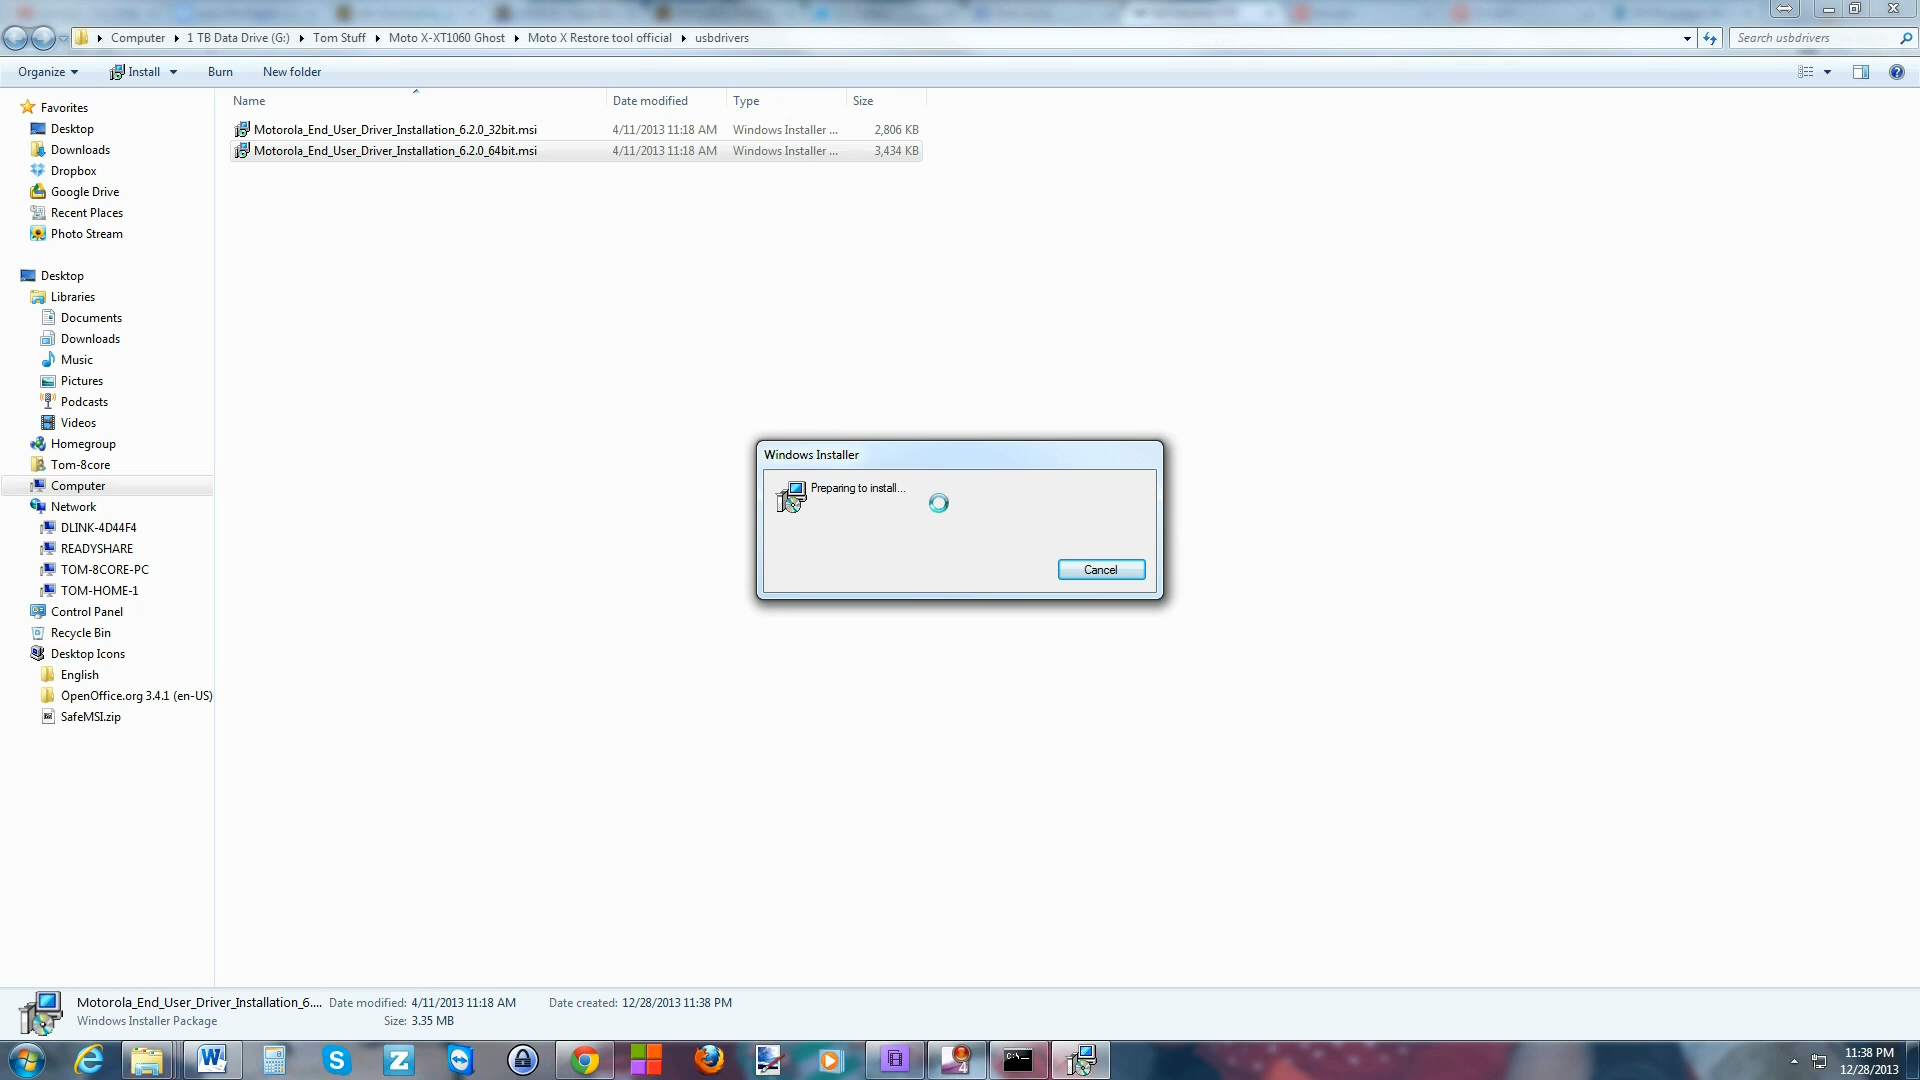 Computer 1 TB Data Drive (G:) Tom Stuff Moto X-XT1060 Ghost Moto X Restore tool official usbdrivers Search usbdrivers
Organize Install Burn New folder
Name Date modified Type Size
Motorola_End_User_Driver_Installation_6.2.0_32bit.msi 4/11/2013 11:18 AM Windows Installer ... 2,806 KB
Motorola_End_User_Driver_Installation_6.2.0_64bit.msi 4/11/2013 11:18 AM Windows Installer ... 3,434 KB
Favorites
Desktop
Downloads
Dropbox
Google Drive
Recent Places
Photo Stream
Desktop
Libraries
Documents
Downloads
Music
Pictures
Podcasts
Videos
Homegroup
Tom-8core
Computer
Network
DLINK-4D44F4
READYSHARE
TOM-8CORE-PC
TOM-HOME-1
Control Panel
Recycle Bin
Desktop Icons
English
OpenOffice.org 3.4.1 (en-US)
SafeMSI.zip
Windows Installer
Preparing to install...
Cancel
Motorola_End_User_Driver_Installation_6.... Date modified: 4/11/2013 11:18 AM Date created: 12/28/2013 11:38 PM
Windows Installer Package Size: 3.35 MB
11:38 PM
12/28/2013